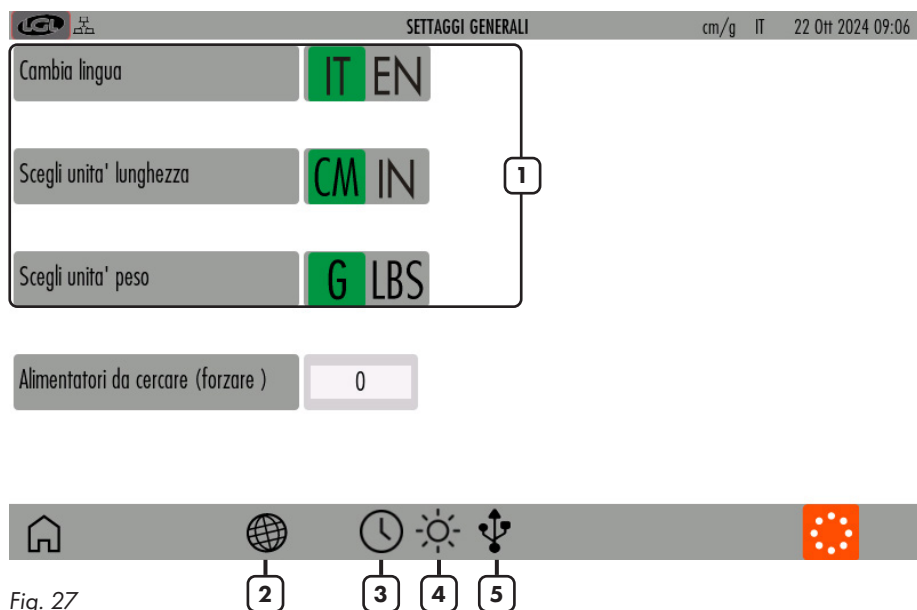 LGL SETTAGGI GENERALI cm/g IT 22 Ott 2024 09:06
Cambia lingua IT EN
Scegli unita' lunghezza CM IN
1
Scegli unita' peso G LBS
Alimentatori da cercare (forzare ) 0
2 3 4 5
Fig. 27